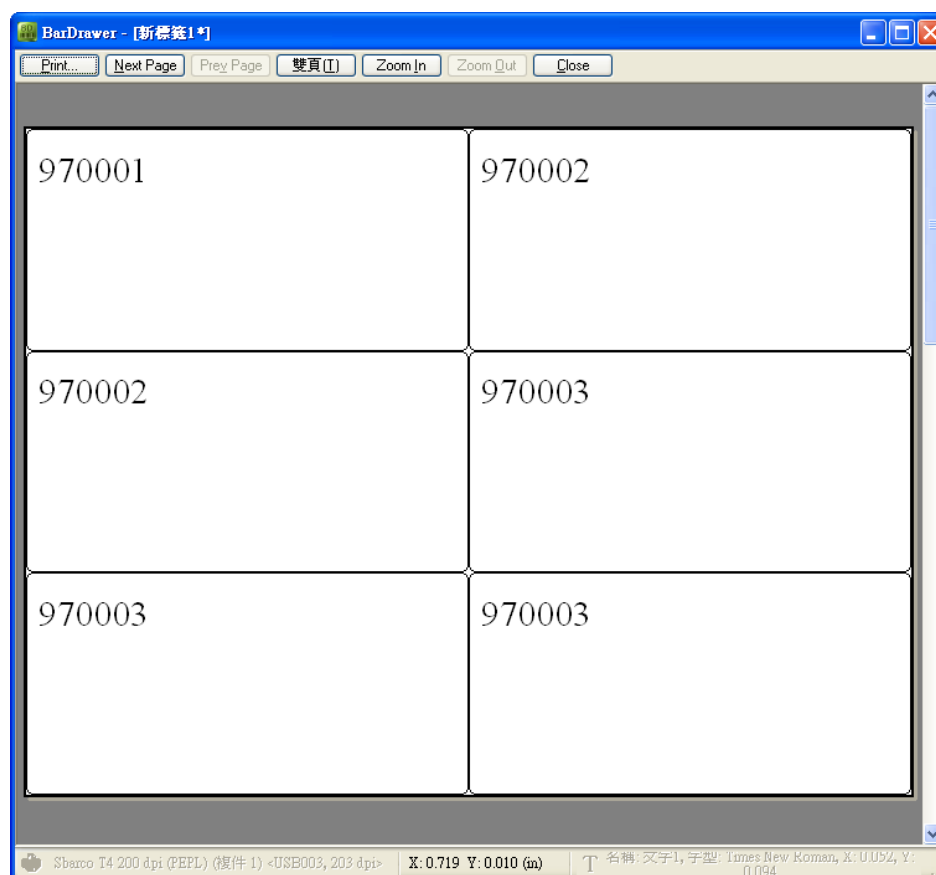 BarDrawer - [新標籤1*]
Print... Next Page Prev Page 雙頁(T) Zoom In Zoom Out Close
970001 970002
970002 970003
970003 970003
Sbarco T4 200 dpi (PEPL) (複件 1) <USB003, 203 dpi> X: 0.719 Y: 0.010 (in) T 名稱: 文字1, 字型: Times New Roman, X: 0.052, Y:
0.094